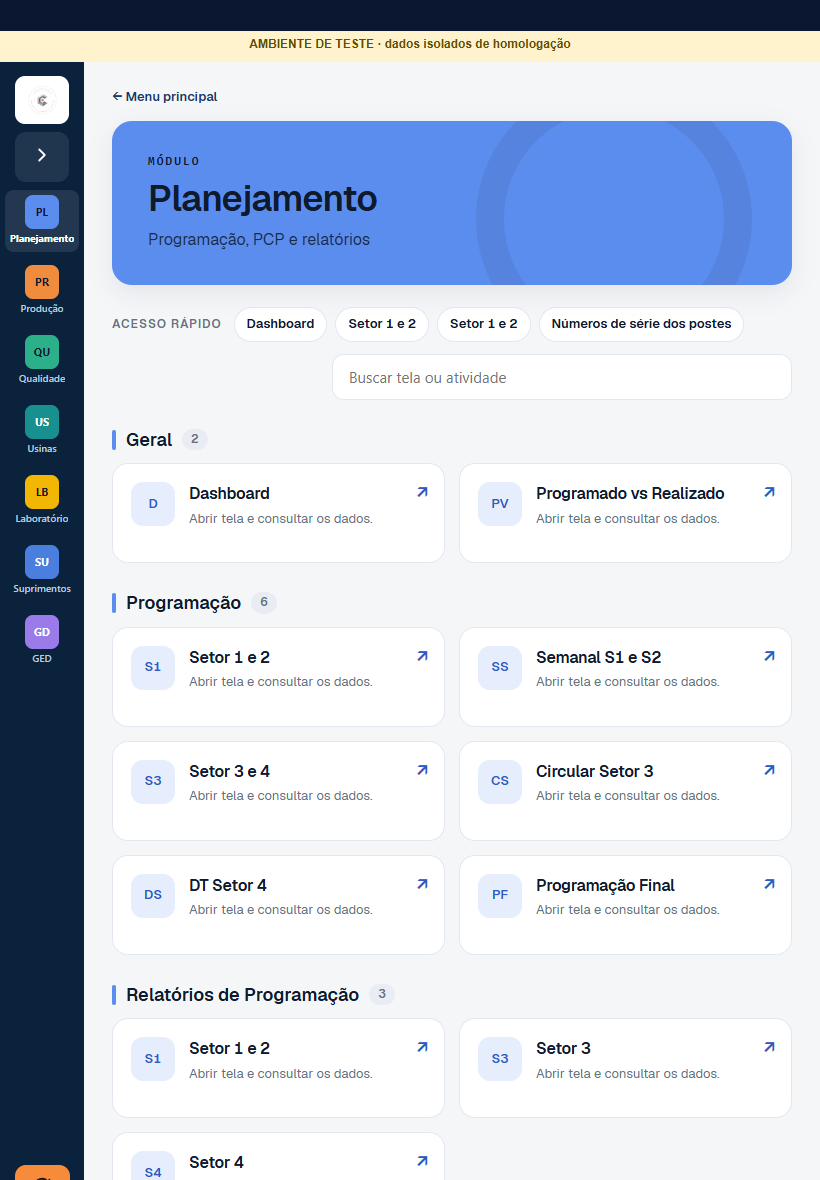 AMBIENTE DE TESTE · dados isolados de homologação
← Menu principal
MÓDULO
Planejamento
Programação, PCP e relatórios
PL
Planejamento
PR
Produção
QU
Qualidade
US
Usinas
LB
Laboratório
SU
Suprimentos
GD
GED
ACESSO RÁPIDO Dashboard Setor 1 e 2 Setor 1 e 2 Números de série dos postes
Buscar tela ou atividade
Geral 2
D
Dashboard
Abrir tela e consultar os dados.
PV
Programado vs Realizado
Abrir tela e consultar os dados.
Programação 6
S1
Setor 1 e 2
Abrir tela e consultar os dados.
SS
Semanal S1 e S2
Abrir tela e consultar os dados.
S3
Setor 3 e 4
Abrir tela e consultar os dados.
CS
Circular Setor 3
Abrir tela e consultar os dados.
DS
DT Setor 4
Abrir tela e consultar os dados.
PF
Programação Final
Abrir tela e consultar os dados.
Relatórios de Programação 3
S1
Setor 1 e 2
Abrir tela e consultar os dados.
S3
Setor 3
Abrir tela e consultar os dados.
S4
Setor 4